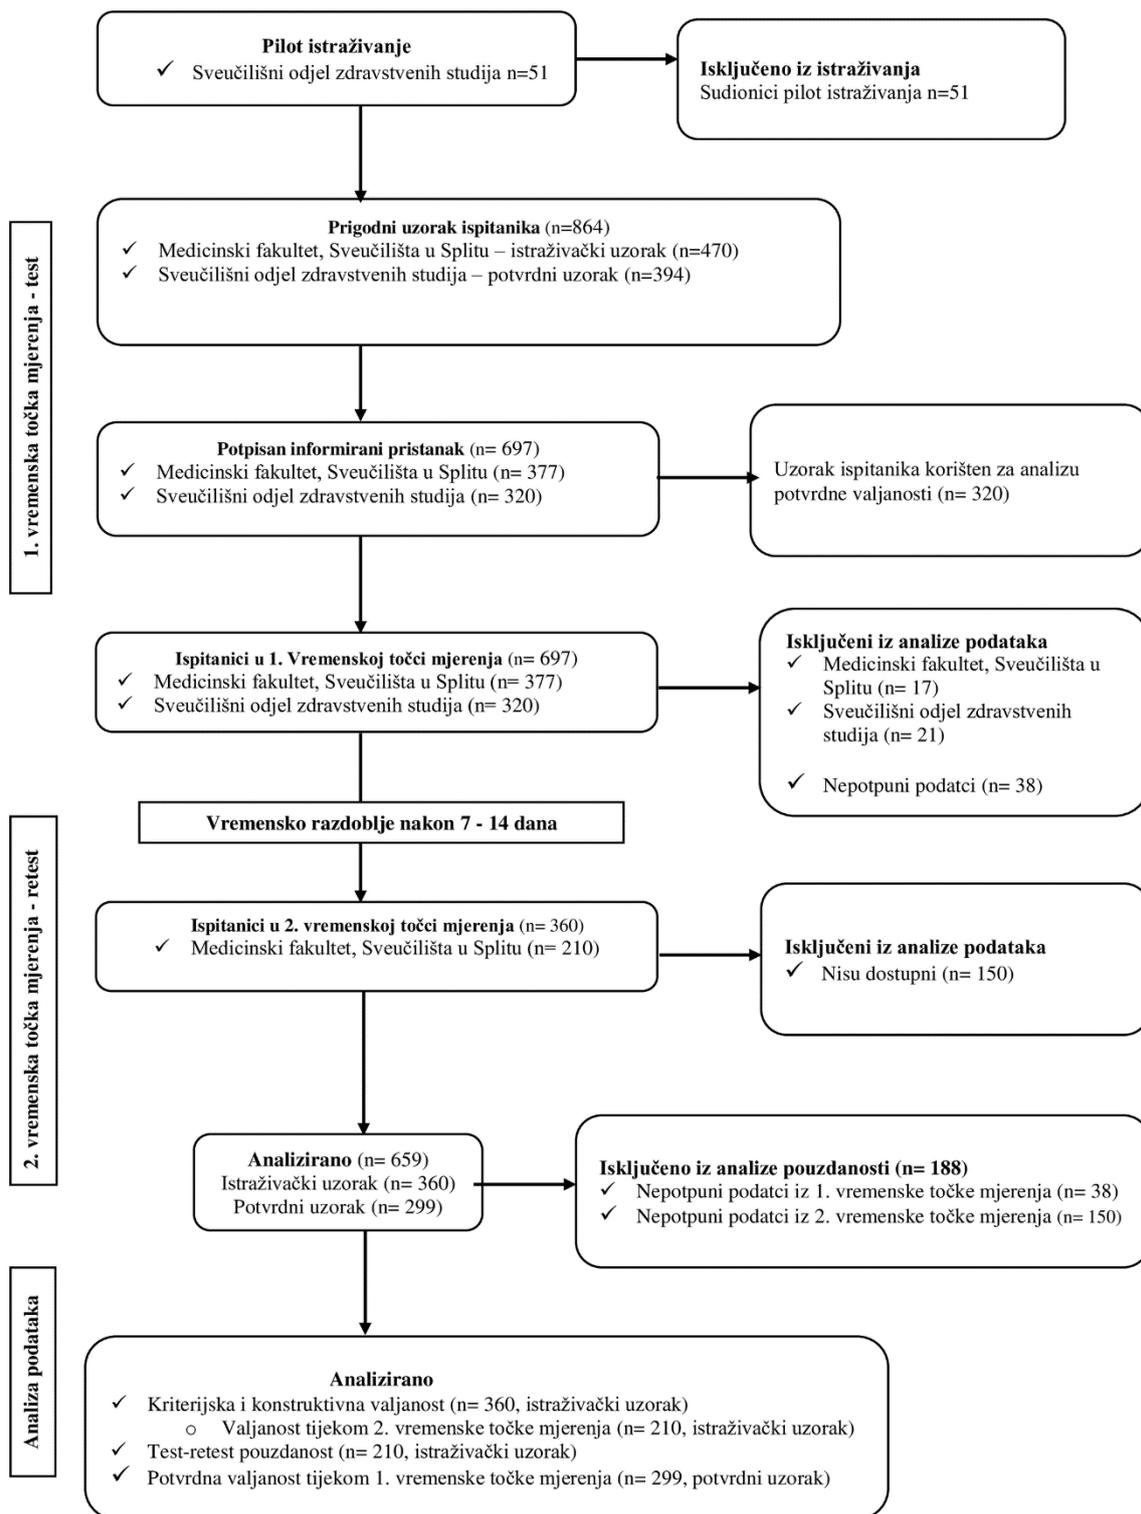 Pilot istraživanje
✓ Sveučilišni odjel zdravstvenih studija n=51
Isključeno iz istraživanja
Sudionici pilot istraživanja n=51
1. vremenska točka mjerenja - test
Prigodni uzorak ispitanika (n=864)
✓ Medicinski fakultet, Sveučilišta u Splitu – istraživački uzorak (n=470)
✓ Sveučilišni odjel zdravstvenih studija – potvrdni uzorak (n=394)
Potpisan informirani pristanak (n= 697)
✓ Medicinski fakultet, Sveučilišta u Splitu (n= 377)
✓ Sveučilišni odjel zdravstvenih studija (n= 320)
Uzorak ispitanika korišten za analizu
potvrdne valjanosti (n= 320)
Ispitanici u 1. Vremenskoj točci mjerenja (n= 697)
✓ Medicinski fakultet, Sveučilišta u Splitu (n= 377)
✓ Sveučilišni odjel zdravstvenih studija (n= 320)
Isključeni iz analize podataka
✓ Medicinski fakultet, Sveučilišta u
Splitu (n= 17)
✓ Sveučilišni odjel zdravstvenih
studija (n= 21)
✓ Nepotpuni podatci (n= 38)
Vremensko razdoblje nakon 7 - 14 dana
2. vremenska točka mjerenja - retest
Ispitanici u 2. vremenskoj točci mjerenja (n= 360)
✓ Medicinski fakultet, Sveučilišta u Splitu (n= 210)
Isključeni iz analize podataka
✓ Nisu dostupni (n= 150)
Analizirano (n= 659)
Istraživački uzorak (n= 360)
Potvrdni uzorak (n= 299)
Isključeno iz analize pouzdanosti (n= 188)
✓ Nepotpuni podatci iz 1. vremenske točke mjerenja (n= 38)
✓ Nepotpuni podatci iz 2. vremenske točke mjerenja (n= 150)
Analiza podataka
Analizirano
✓ Kriterijska i konstruktivna valjanost (n= 360, istraživački uzorak)
o Valjanost tijekom 2. vremenske točke mjerenja (n= 210, istraživački uzorak)
✓ Test-retest pouzdanost (n= 210, istraživački uzorak)
✓ Potvrdna valjanost tijekom 1. vremenske točke mjerenja (n= 299, potvrdni uzorak)